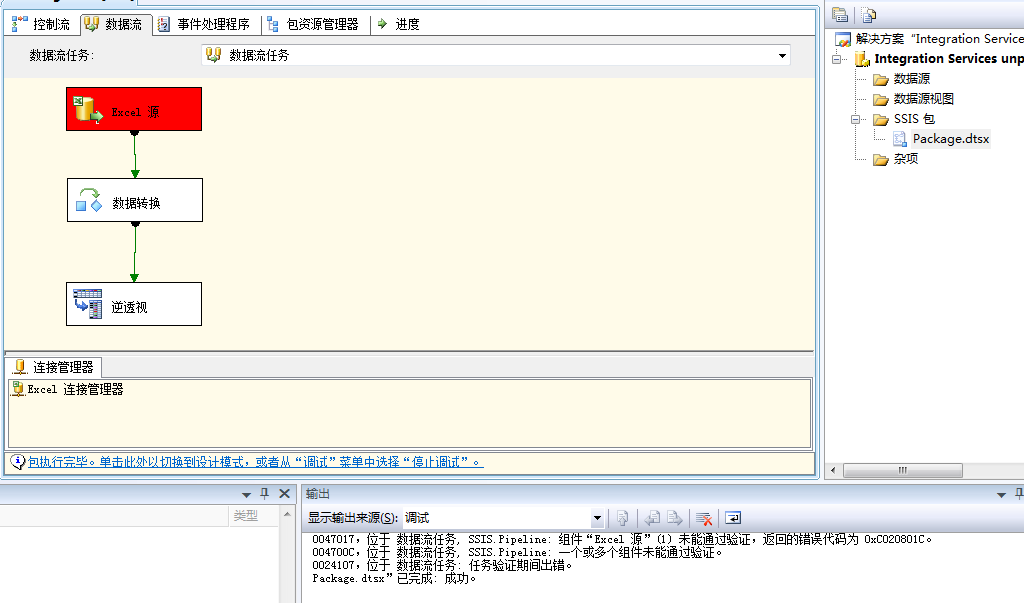 控制流 数据流 事件处理程序 包资源管理器 进度
数据流任务: 数据流任务
Excel 源
数据转换
逆透视
连接管理器
Excel 连接管理器
包执行完毕。单击此处以切换到设计模式，或者从“调试”菜单中选择“停止调试”。
解决方案 “Integration Service
Integration Services unp
数据源
数据源视图
SSIS 包
Package.dtsx
杂项
类型
输出
显示输出来源(S): 调试
0047017，位于 数据流任务, SSIS.Pipeline: 组件“Excel 源”(1) 未能通过验证，返回的错误代码为 0xC020801C。
004700C，位于 数据流任务, SSIS.Pipeline: 一个或多个组件未能通过验证。
0024107，位于 数据流任务: 任务验证期间出错。
Package.dtsx”已完成: 成功。